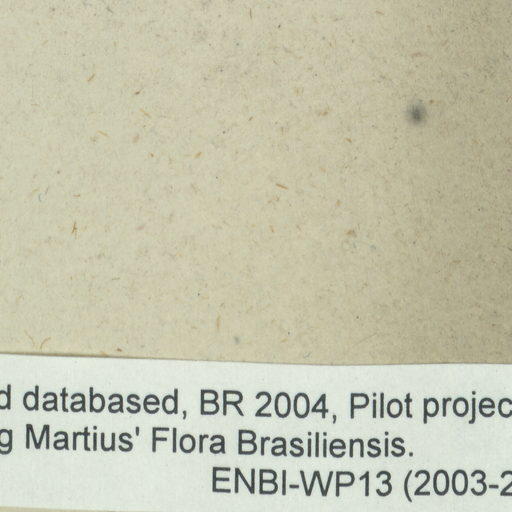 d databased, BR 2004, Pilot projec
g Martius' Flora Brasiliensis.
ENBI-WP13 (2003-2